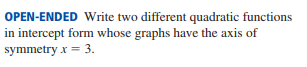 OPEN-ENDED Write two different quadratic functions
in intercept form whose graphs have the axis of
symmetry x = 3.